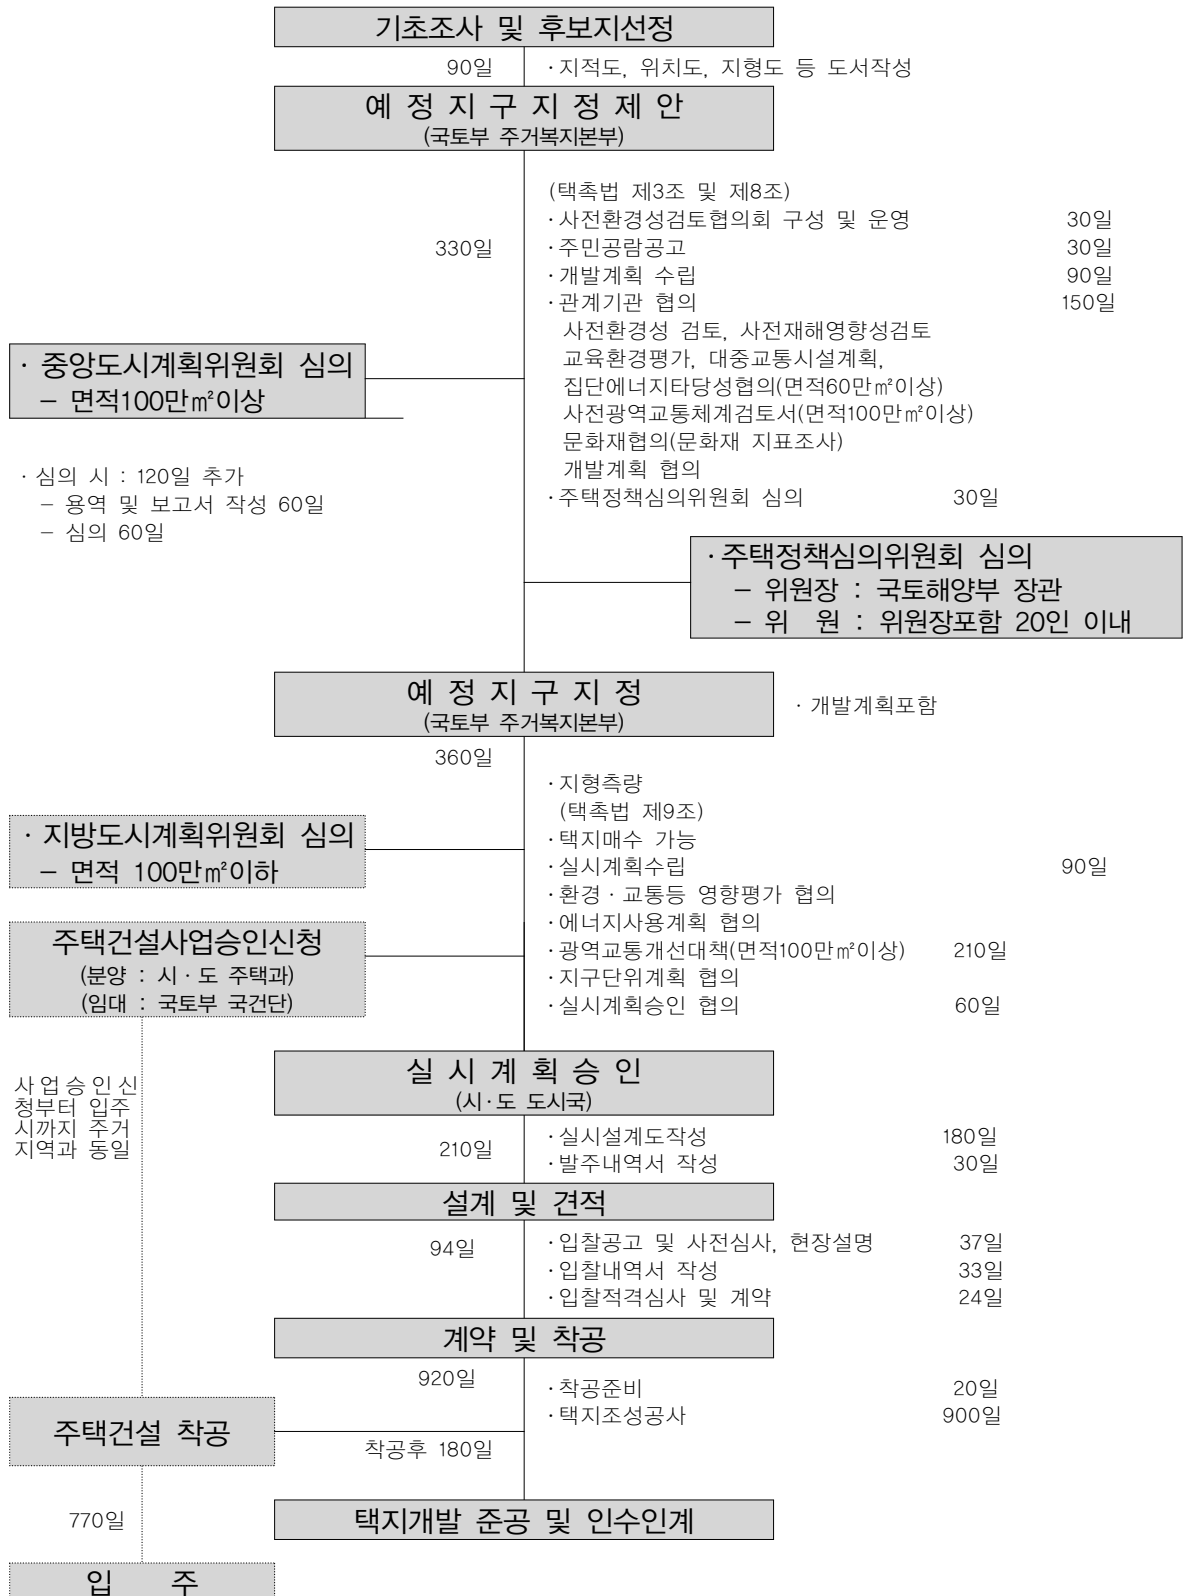 기초조사 및 후보지선정
90일
·지적도, 위치도, 지형도 등 도서작성
예 정 지 구 지 정 제 안
(국토부 주거복지본부)
330일
(택촉법 제3조 및 제8조)
·사전환경성검토협의회 구성 및 운영 30일
·주민공람공고 30일
·개발계획 수립 90일
·관계기관 협의 150일
사전환경성 검토, 사전재해영향성검토
교육환경평가, 대중교통시설계획,
집단에너지타당성협의(면적60만㎡이상)
사전광역교통체계검토서(면적100만㎡이상)
문화재협의(문화재 지표조사)
개발계획 협의
·주택정책심의위원회 심의 30일
· 중앙도시계획위원회 심의
– 면적100만㎡이상
· 심의 시 : 120일 추가
– 용역 및 보고서 작성 60일
– 심의 60일
·주택정책심의위원회 심의
– 위원장 : 국토해양부 장관
– 위 원 : 위원장포함 20인 이내
예 정 지 구 지 정
(국토부 주거복지본부)
· 개발계획포함
360일
·지형측량
(택촉법 제9조)
·택지매수 가능
·실시계획수립 90일
·환경·교통등 영향평가 협의
·에너지사용계획 협의
·광역교통개선대책(면적100만㎡이상) 210일
·지구단위계획 협의
·실시계획승인 협의 60일
· 지방도시계획위원회 심의
– 면적 100만㎡이하
주택건설사업승인신청
(분양 : 시·도 주택과)
(임대 : 국토부 국건단)
사업승인신
청부터 입주
시까지 주거
지역과 동일
실 시 계 획 승 인
(시·도 도시국)
210일
·실시설계도작성 180일
·발주내역서 작성 30일
설계 및 견적
94일
·입찰공고 및 사전심사, 현장설명 37일
·입찰내역서 작성 33일
·입찰적격심사 및 계약 24일
계약 및 착공
920일
·착공준비 20일
·택지조성공사 900일
주택건설 착공
착공후 180일
택지개발 준공 및 인수인계
770일
입 주